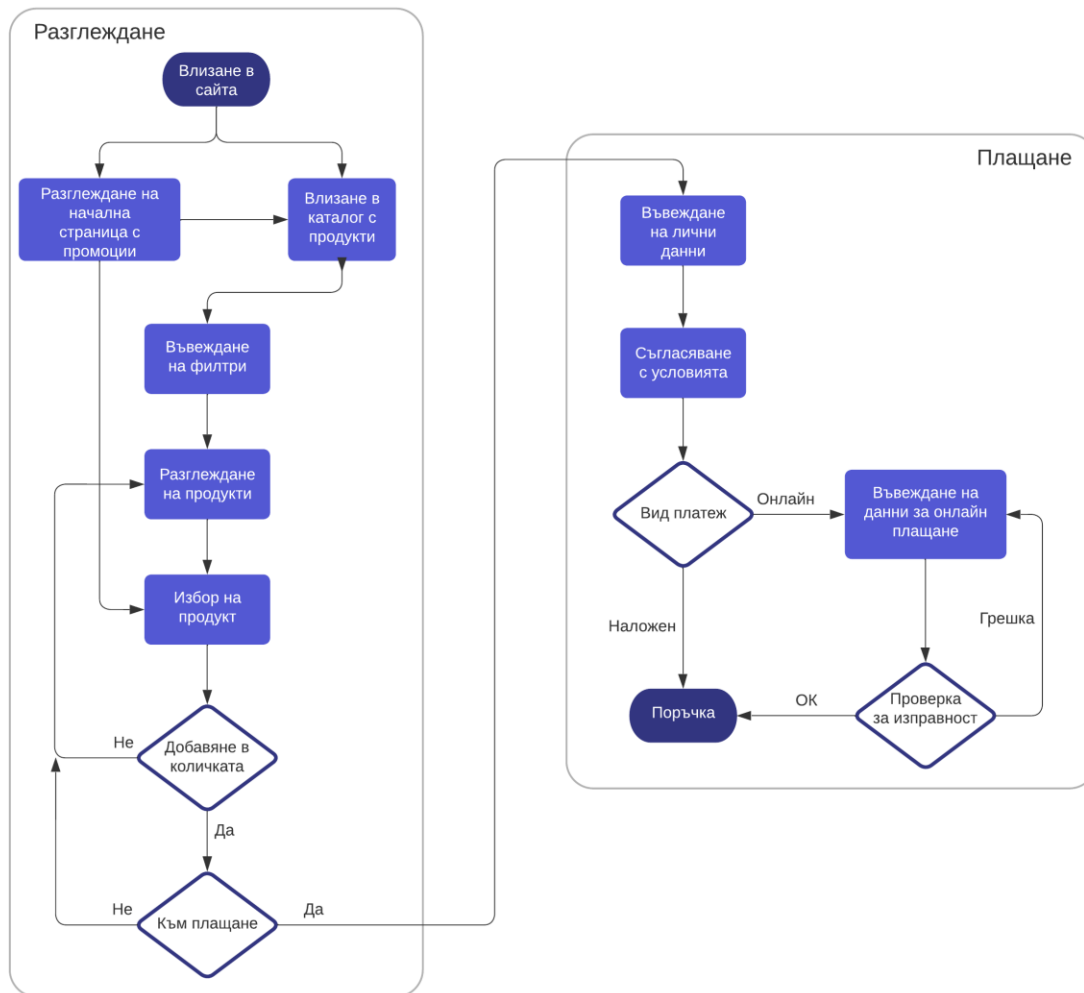 Разглеждане
Влизане в
сайта
Разглеждане на
начална
страница с
промоции
Влизане в
каталог с
продукти
Въвеждане
на филтри
Разглеждане
на продукти
Избор на
продукт
Не
Добавяне в
количката
Да
Не
Към плащане
Да
Плащане
Въвеждане
на лични
данни
Съгласяване
с условията
Вид платеж
Онлайн
Въвеждане на
данни за онлайн
плащане
Наложен
Грешка
Поръчка
ОК
Проверка
за изправност